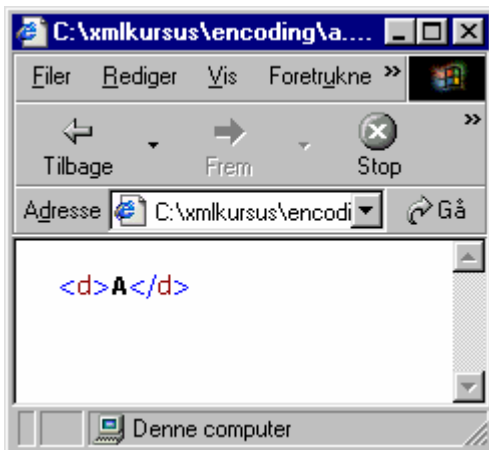 C:\xmlkursus\encoding\a....
Filer Rediger Vis Foretrukne »
Tilbage Frem Stop »
Adresse C:\xmlkursus\encodi Gå
<d>A</d>
Denne computer